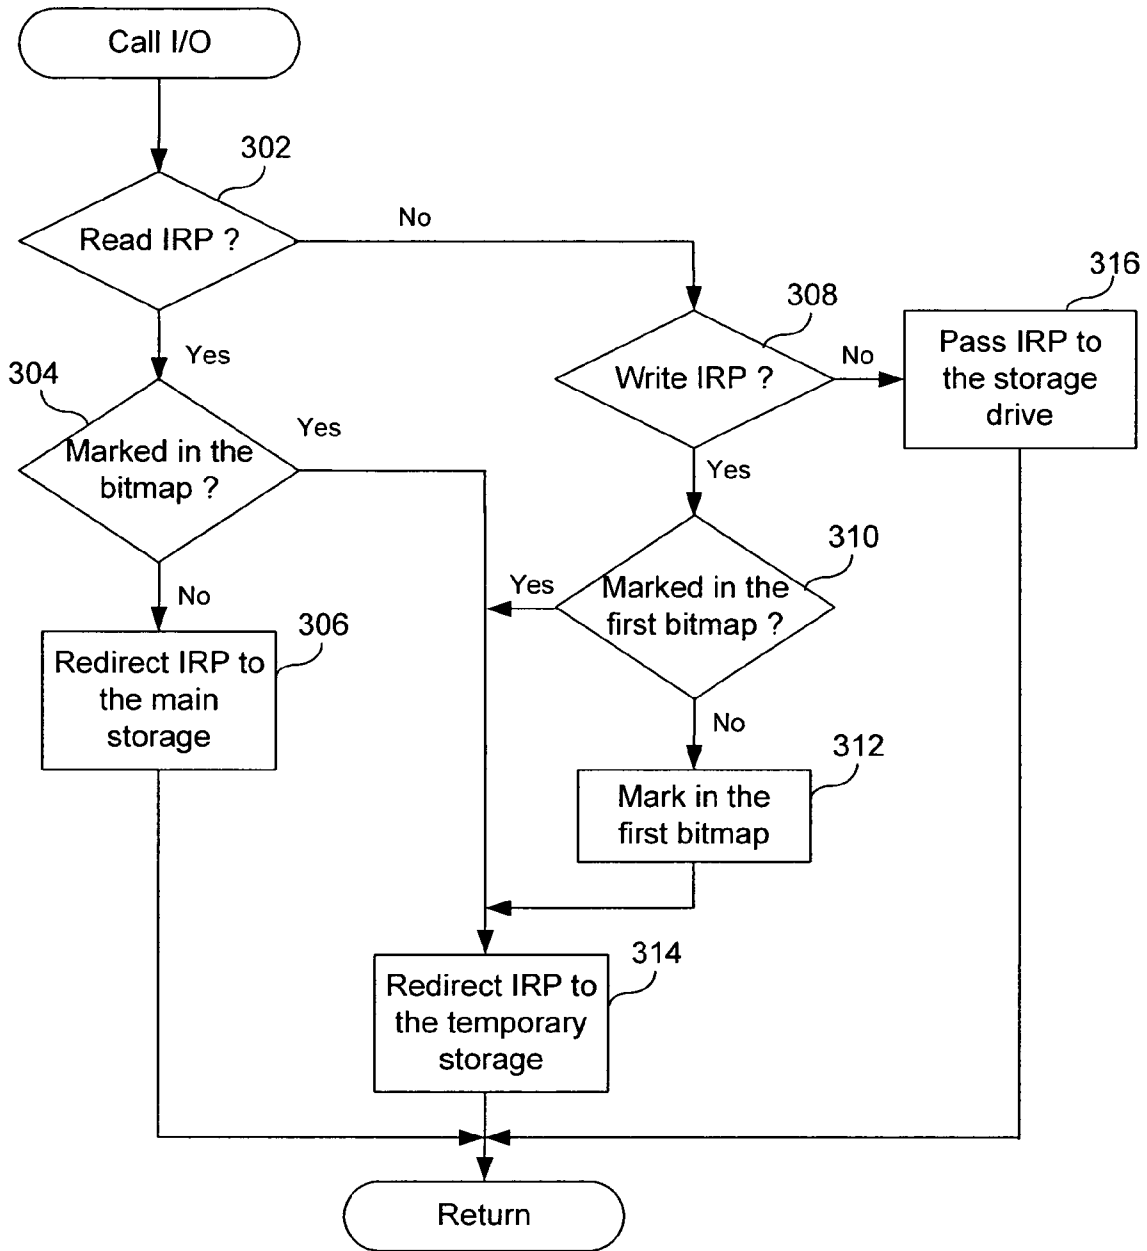 Call I/O
302
Read IRP ?
No
316
308
Pass IRP to
the storage
drive
No
Write IRP ?
Yes
304
Yes
Marked in the
bitmap ?
Yes
310
Yes
Marked in the
first bitmap ?
No
306
Redirect IRP to
the main
storage
No
312
Mark in the
first bitmap
314
Redirect IRP to
the temporary
storage
Return